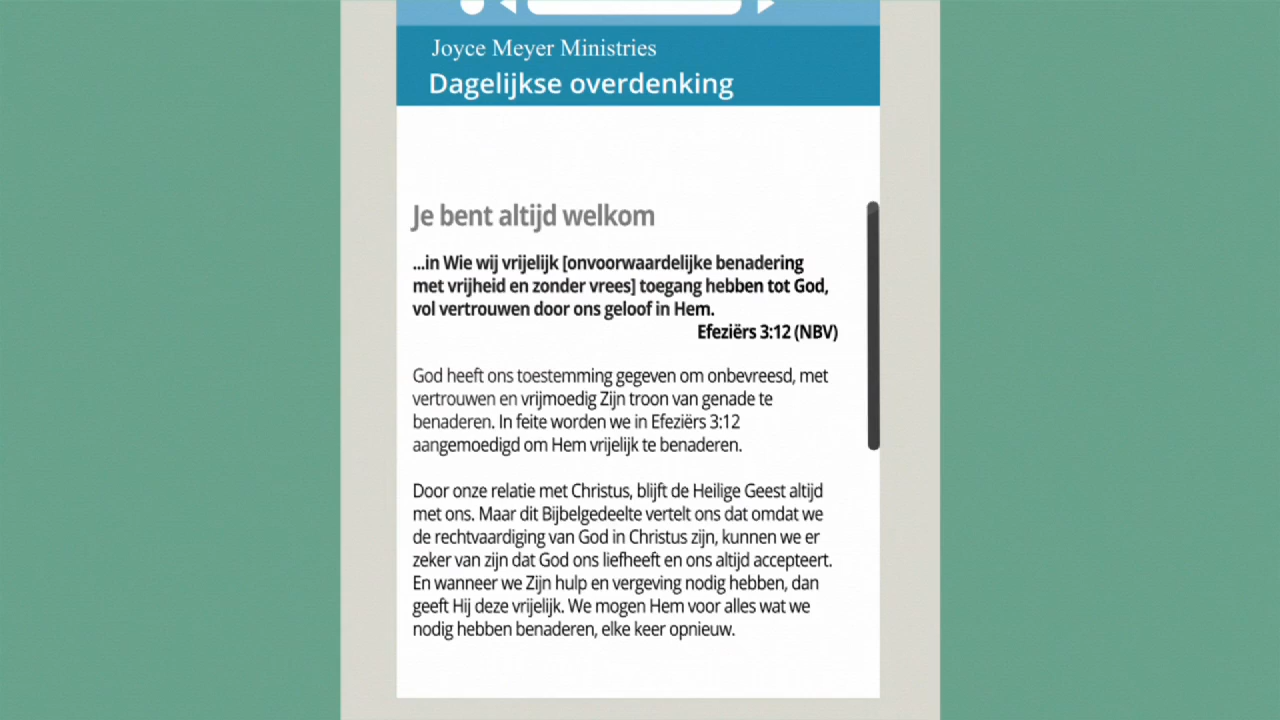 Joyce Meyer Ministries
Dagelijkse overdenking
Je bent altijd welkom
...in Wie wij vrijelijk [onvoorwaardelijke benadering
met vrijheid en zonder vrees] toegang hebben tot God,
vol vertrouwen door ons geloof in Hem.
Efeziërs 3:12 (NBV)
God heeft ons toestemming gegeven om onbevreesd, met
vertrouwen en vrijmoedig Zijn troon van genade te
benaderen. In feite worden we in Efeziërs 3:12
aangemoedigd om Hem vrijelijk te benaderen.
Door onze relatie met Christus, blijft de Heilige Geest altijd
met ons. Maar dit Bijbelgedeelte vertelt ons dat omdat we
de rechtvaardiging van God in Christus zijn, kunnen we er
zeker van zijn dat God ons liefheeft en ons altijd accepteert.
En wanneer we Zijn hulp en vergeving nodig hebben, dan
geeft Hij deze vrijelijk. We mogen Hem voor alles wat we
nodig hebben benaderen, elke keer opnieuw.